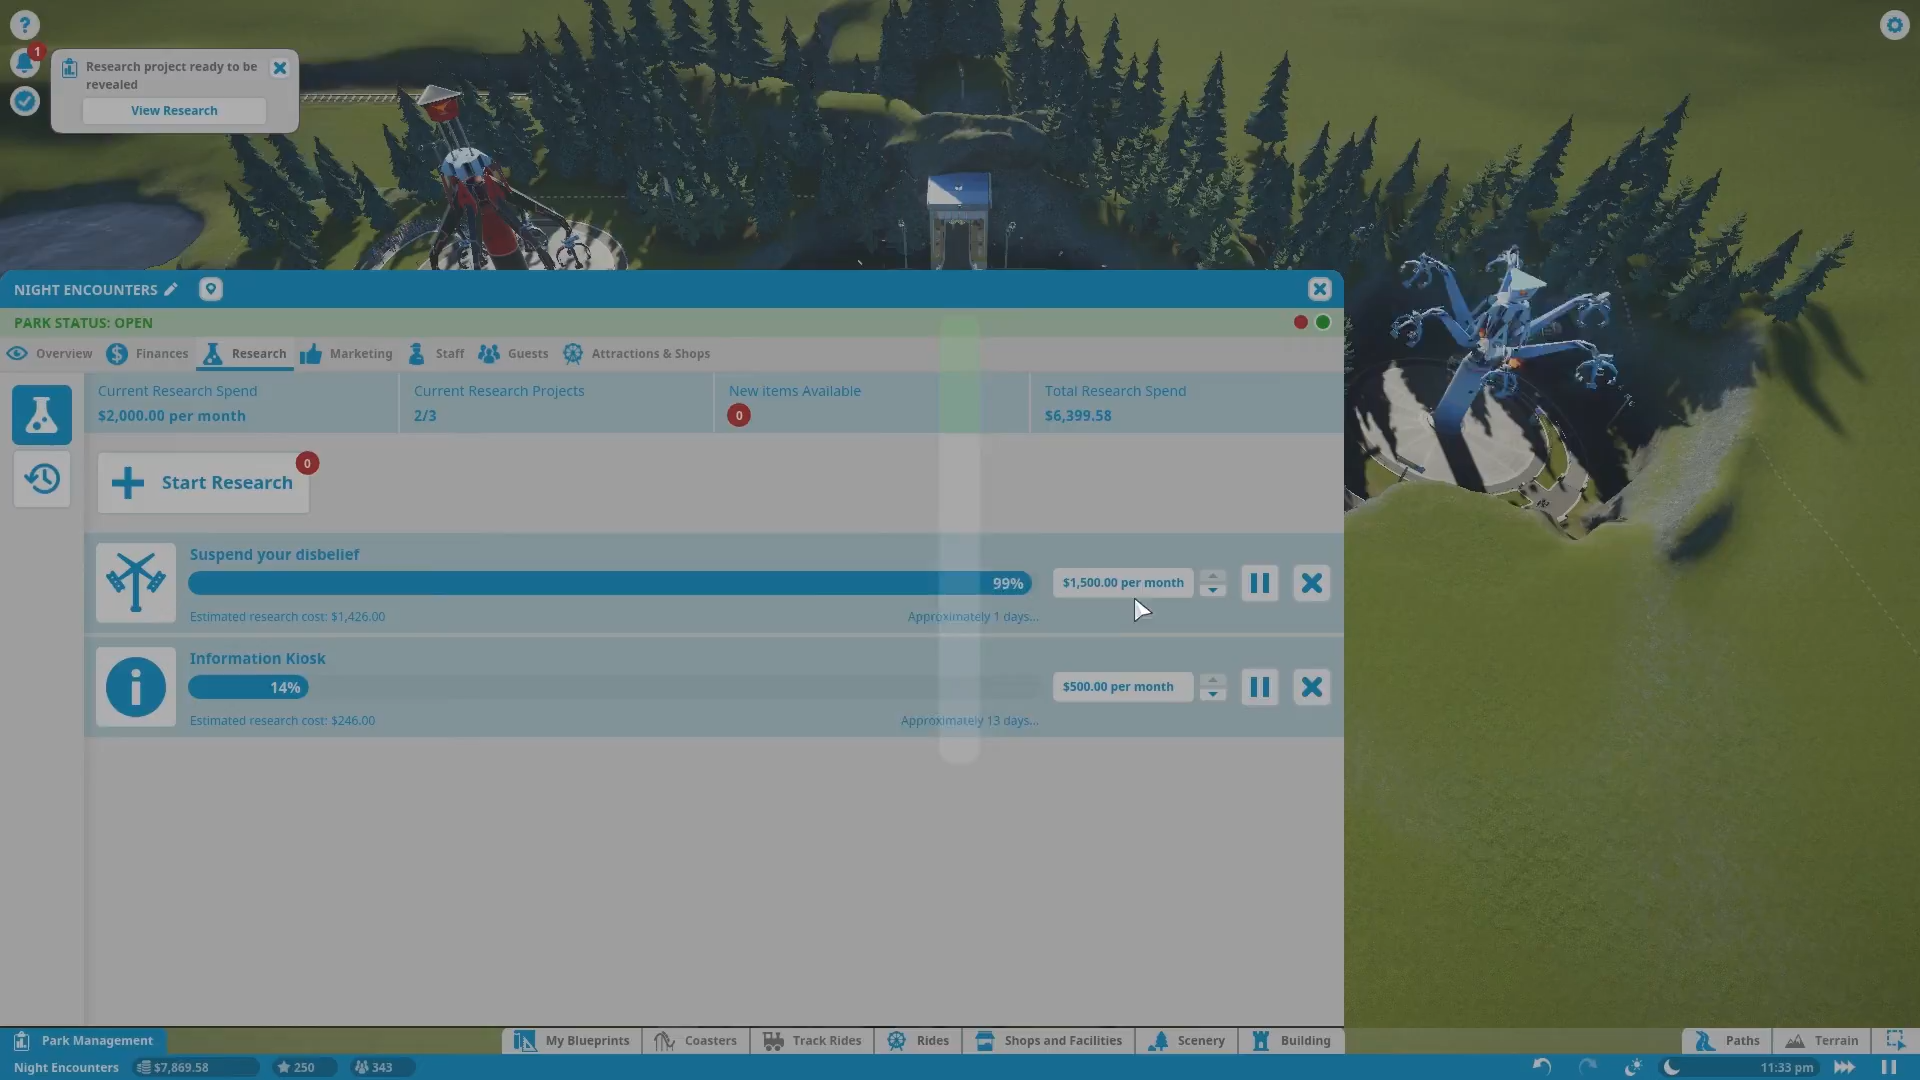 ?
1
Research project ready to be
revealed
View Research
NIGHT ENCOUNTERS
PARK STATUS: OPEN
Overview
Finances
Research
Marketing
Staff
Guests
Attractions & Shops
Current Research Spend
$2,000.00 per month
Current Research Projects
2/3
New items Available
0
Total Research Spend
$6,399.58
Start Research
0
Suspend your disbelief
99%
$1,500.00 per month
Estimated research cost: $1,426.00
Approximately 1 days...
Information Kiosk
14%
$500.00 per month
Estimated research cost: $246.00
Approximately 13 days...
Park Management
My Blueprints
Coasters
Track Rides
Rides
Shops and Facilities
Scenery
Building
Paths
Terrain
Night Encounters
$7,869.58
250
343
11:33 pm